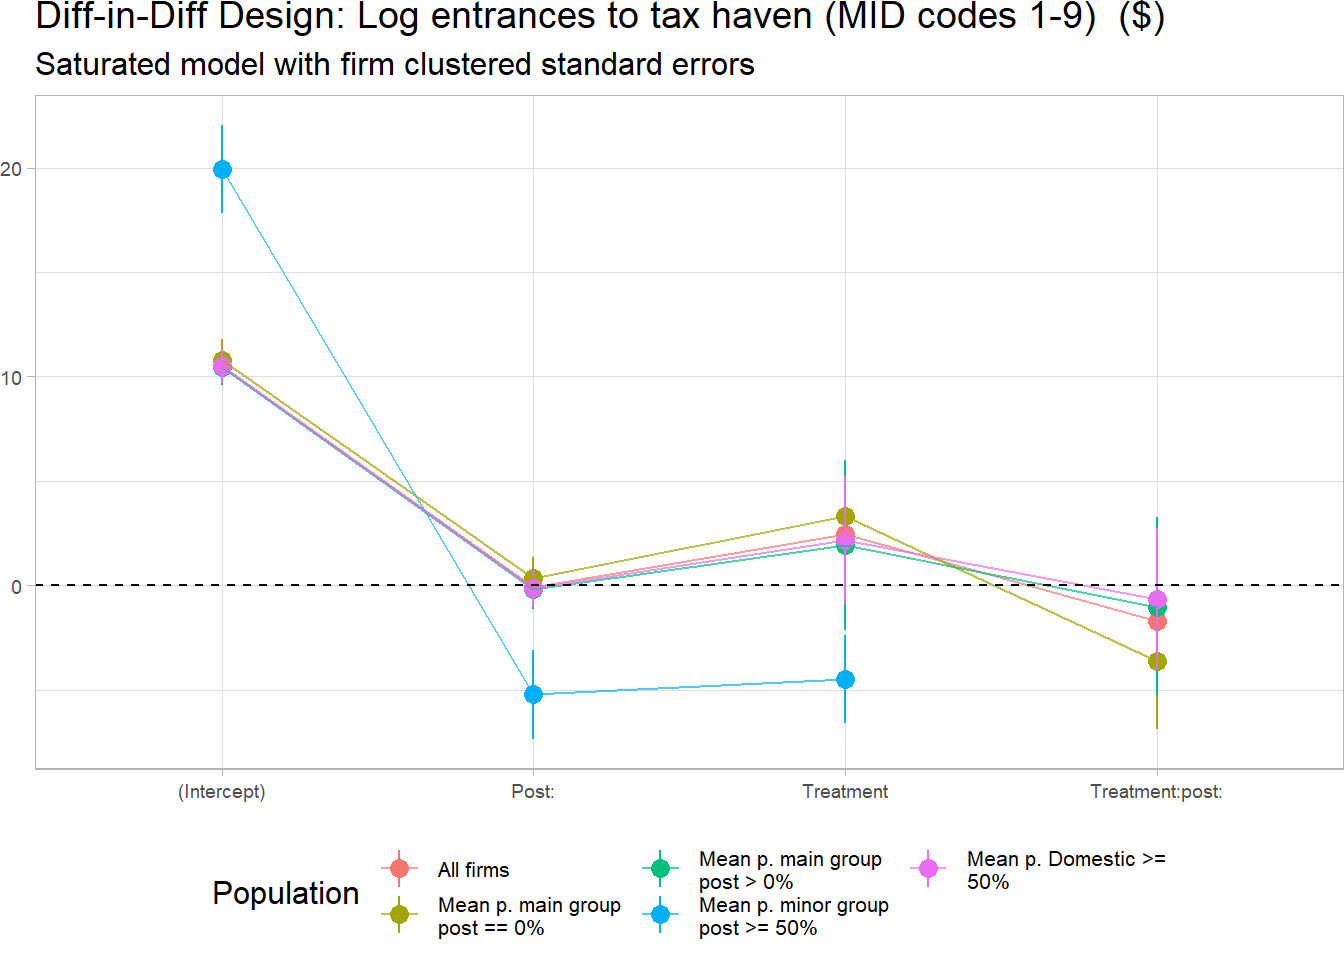 Diff-in-Diff Design: Log entrances to tax haven (MID codes 1-9)  ($)
Saturated model with firm clustered standard errors
20
10
0
(Intercept)
Post:
Treatment
Treatment:post:
Population
All firms
Mean p. main group
post == 0%
Mean p. main group
post > 0%
Mean p. minor group
post >= 50%
Mean p. Domestic >=
50%